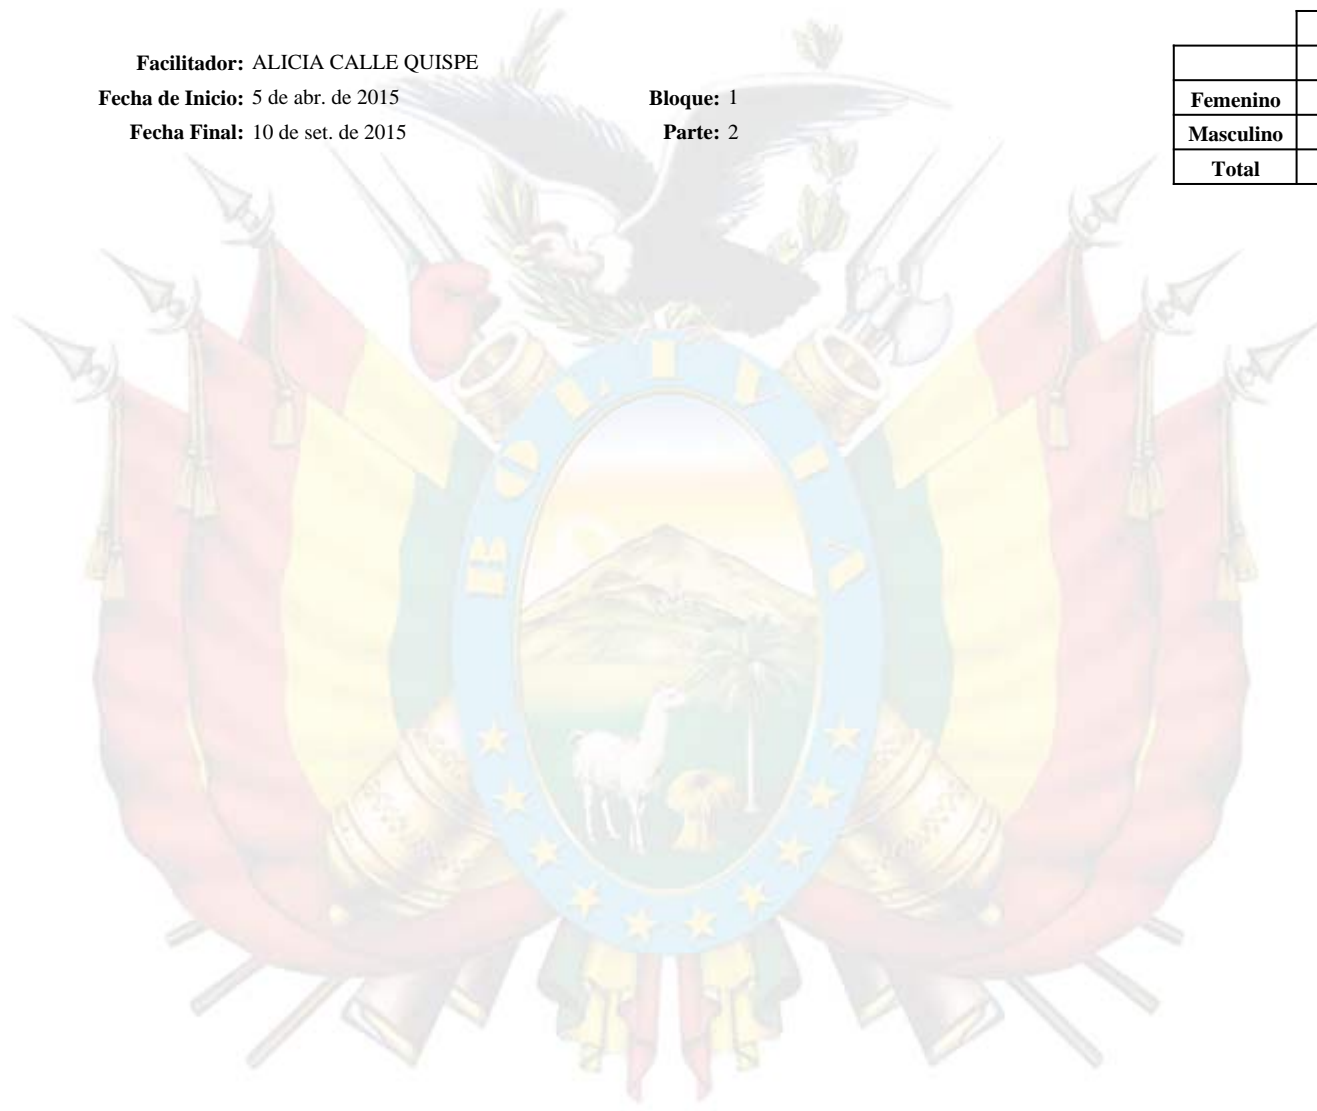 Facilitador: ALICIA CALLE QUISPE
Fecha de Inicio: 5 de abr. de 2015 Bloque: 1
Fecha Final: 10 de set. de 2015 Parte: 2
Femenino
Masculino
Total
BOLIVIA